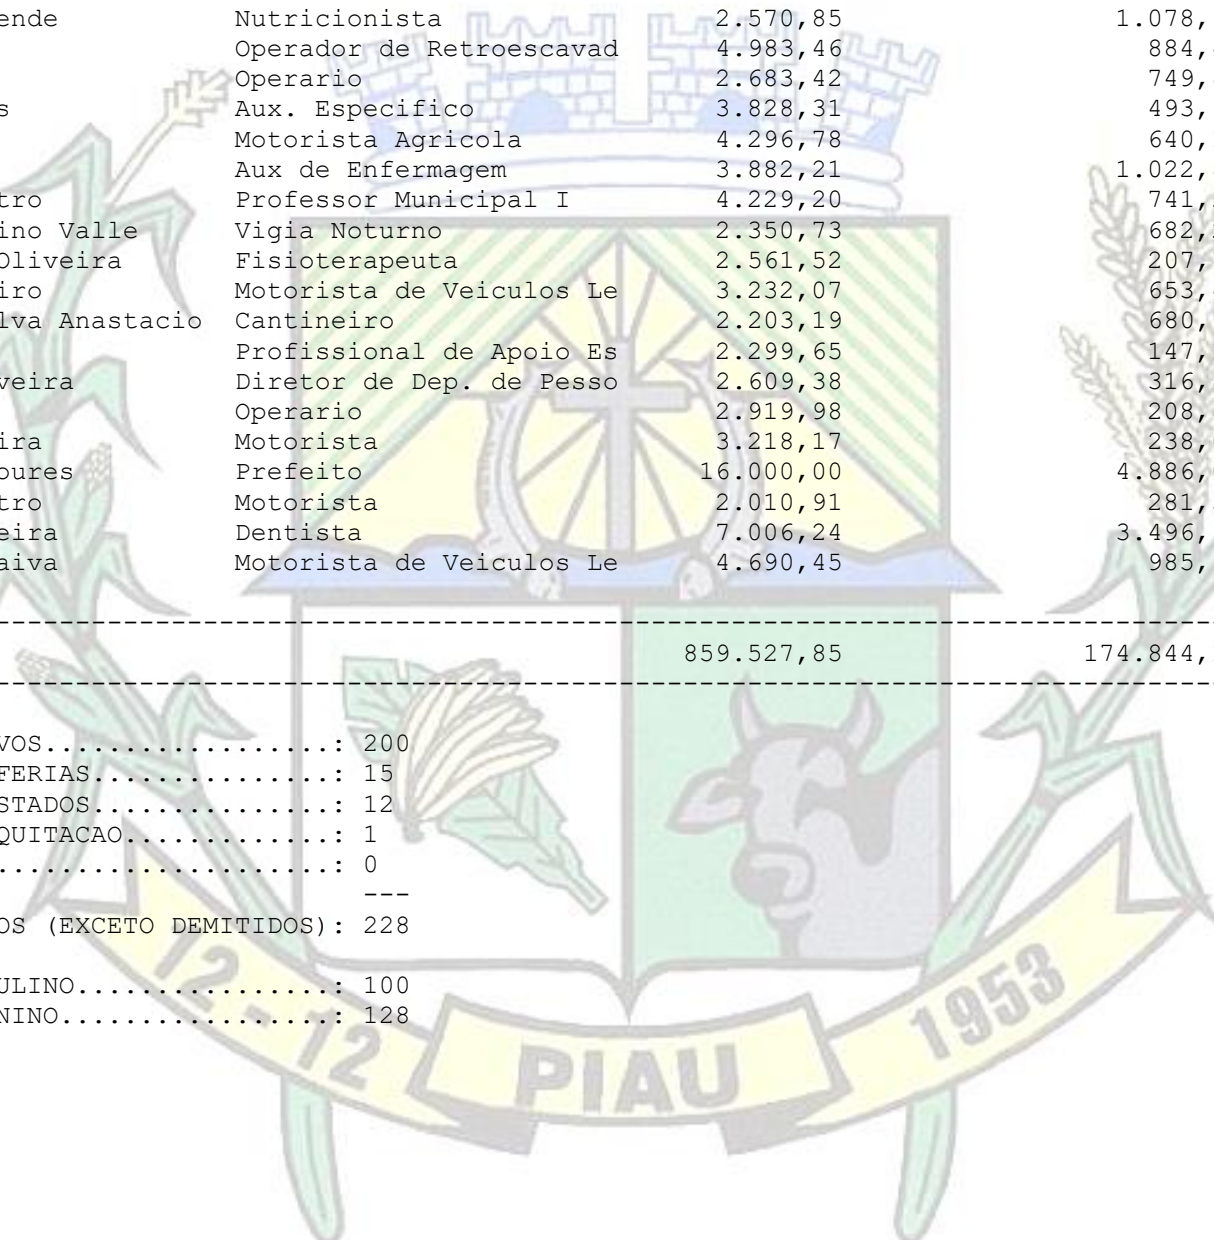 ende Nutricionista 2.570,85 1.078,
Operador de Retroescavad 4.983,46 884,
Operario 2.683,42 749,
s Aux. Especifico 3.828,31 493,
Motorista Agricola 4.296,78 640,
Aux de Enfermagem 3.882,21 1.022,
tro Professor Municipal I 4.229,20 741,
ino Valle Vigia Noturno 2.350,73 682,
Oliveira Fisioterapeuta 2.561,52 207,
iro Motorista de Veiculos Le 3.232,07 653,
lva Anastacio Cantineiro 2.203,19 680,
Profissional de Apoio Es 2.299,65 147,
veira Diretor de Dep. de Pesso 2.609,38 316,
Operario 2.919,98 208,
ira Motorista 3.218,17 238,
oures Prefeito 16.000,00 4.886,
tro Motorista 2.010,91 281,
eira Dentista 7.006,24 3.496,
aiva Motorista de Veiculos Le 4.690,45 985,
859.527,85 174.844,
VOS..................: 200
FERIAS...............: 15
STADOS...............: 12
QUITACAO.............: 1
.....................: 0
---
OS (EXCETO DEMITIDOS): 228
ULINO................: 100
NINO.................: 128
12 - 12 PIAU 1953